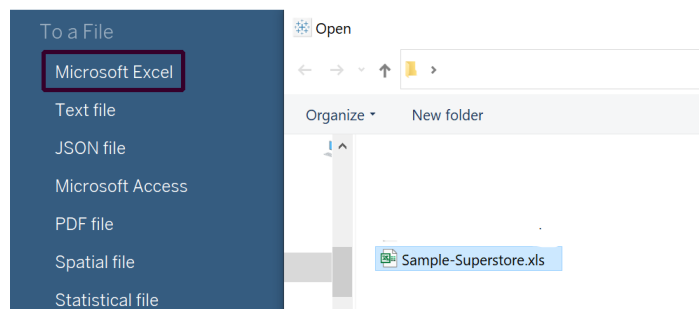 To a File
Microsoft Excel
Text file
JSON file
Microsoft Access
PDF file
Spatial file
Statistical file
Open
Organize
New folder
Sample-Superstore.xls